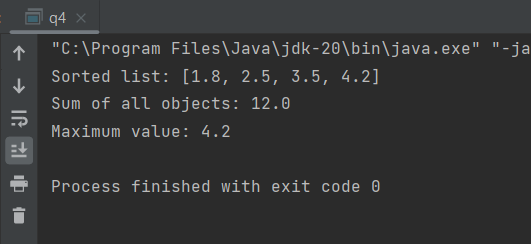 q4
"C:\Program Files\Java\jdk-20\bin\java.exe" "-ja
Sorted list: [1.8, 2.5, 3.5, 4.2]
Sum of all objects: 12.0
Maximum value: 4.2
Process finished with exit code 0